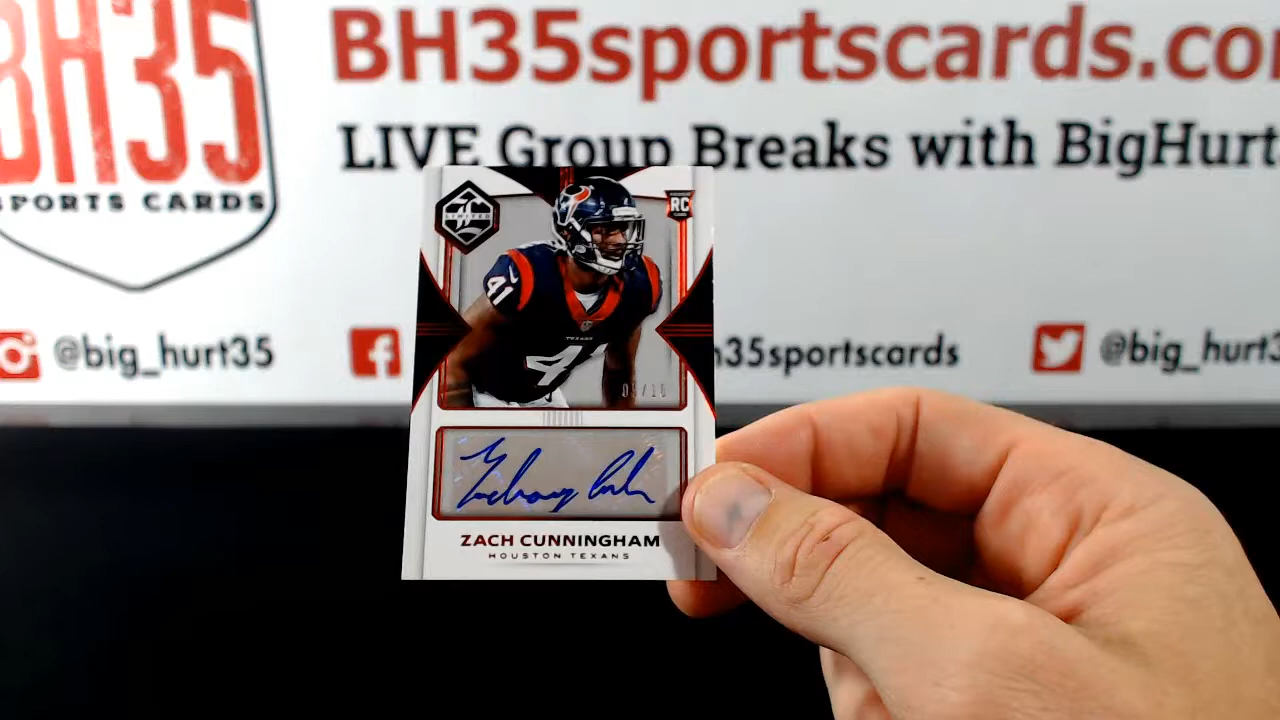 BH35
SPORTS CARDS
BH35sportscards.co
LIVE Group Breaks with BigHurt
@big_hurt35
f
h35sportscards
@big_hurt3
LIMITED
RC
41
TEXANS
41
ZACH CUNNINGHAM
HOUSTON TEXANS